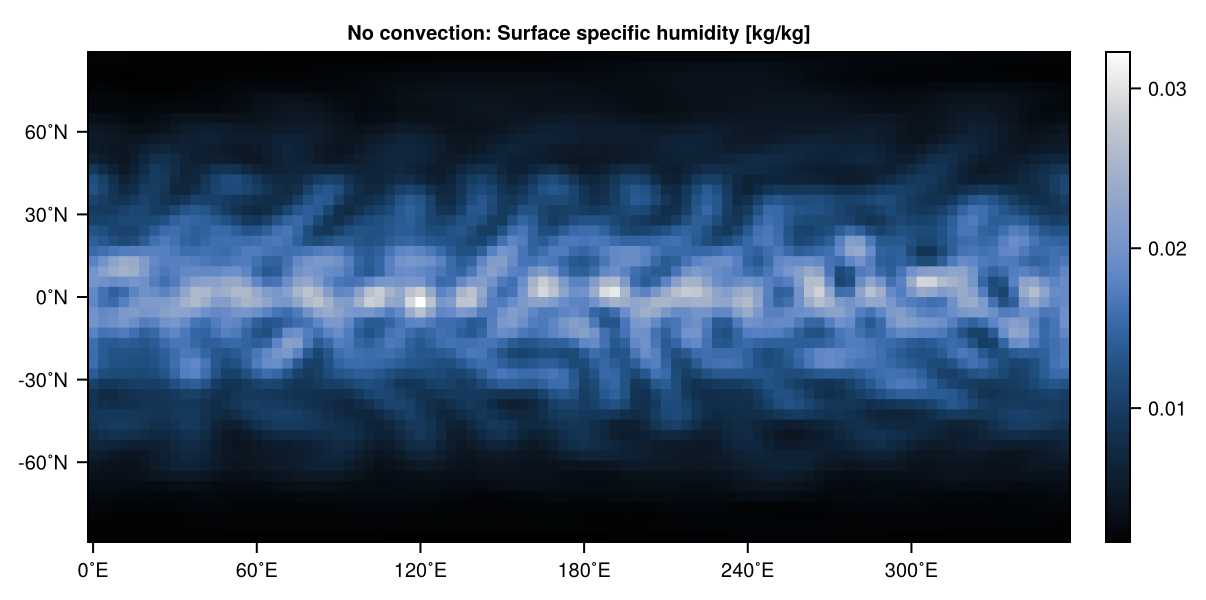 No convection: Surface specific humidity [kg/kg]
60˚N
30˚N
0˚N
-30˚N
-60˚N
0˚E
60˚E
120˚E
180˚E
240˚E
300˚E
0.03
0.02
0.01